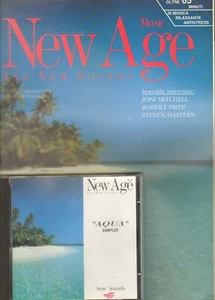 OLTRE 65
MINUTI
DI MUSICA
RILASSANTE
ANTISTRESS
Music
New Age
AND NEW SOUNDS
Speciale interviste:
JONI MITCHELL
ROBERT FRIPP
STEVEN HALPERN
New Age
"AQUA"
SAMPLER
New Sounds